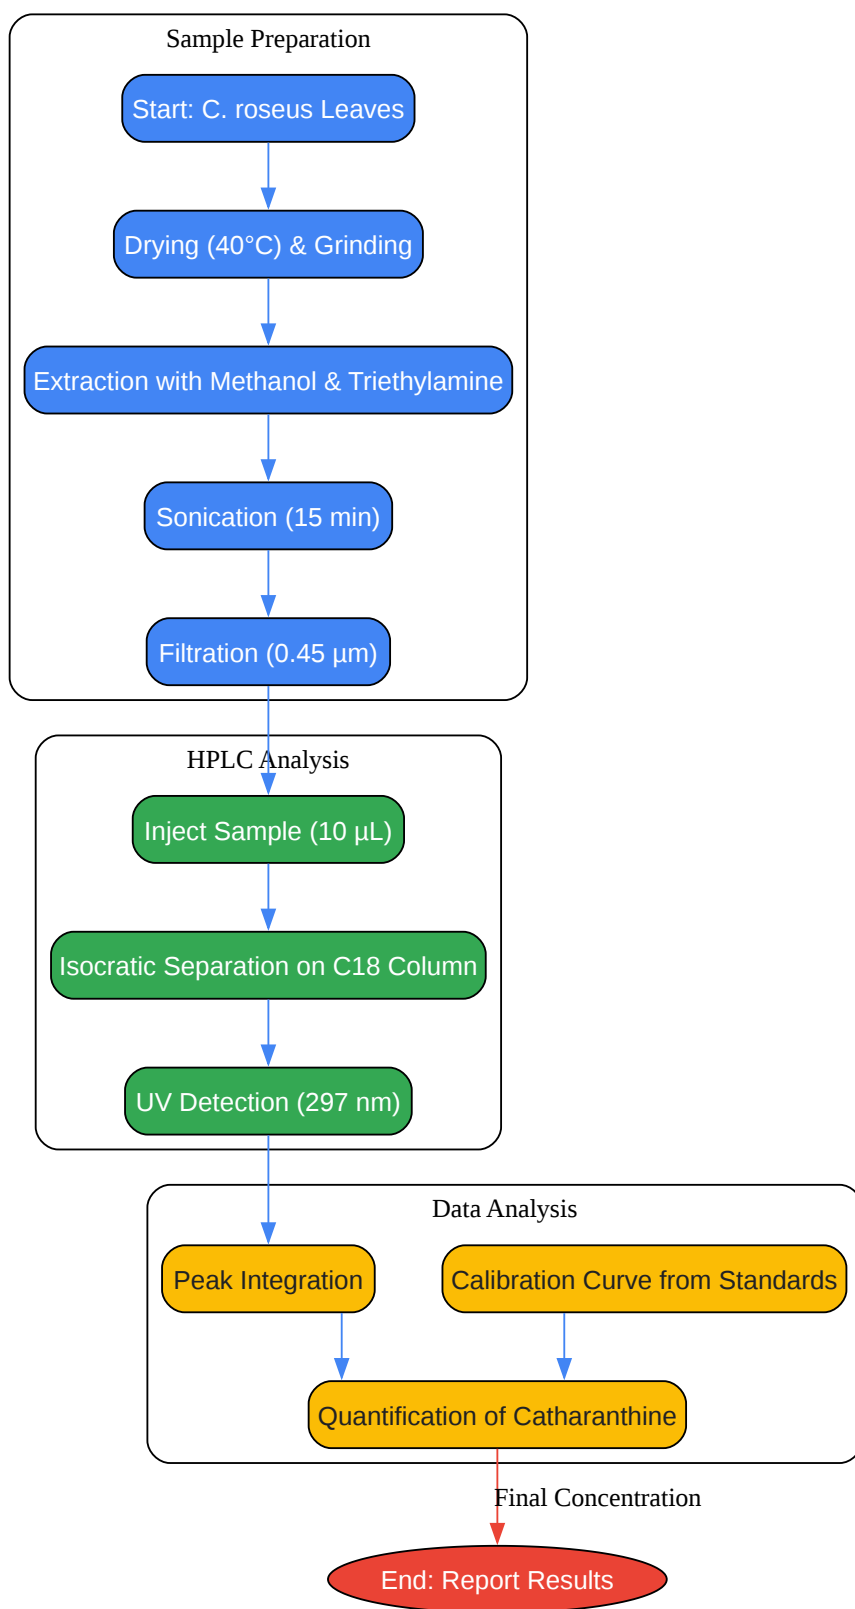 Sample Preparation
Start: C. roseus Leaves
Drying (40°C) & Grinding
Extraction with Methanol & Triethylamine
Sonication (15 min)
Filtration (0.45 µm)
HPLC Analysis
Inject Sample (10 µL)
Isocratic Separation on C18 Column
UV Detection (297 nm)
Data Analysis
Peak Integration
Calibration Curve from Standards
Quantification of Catharanthine
Final Concentration
End: Report Results